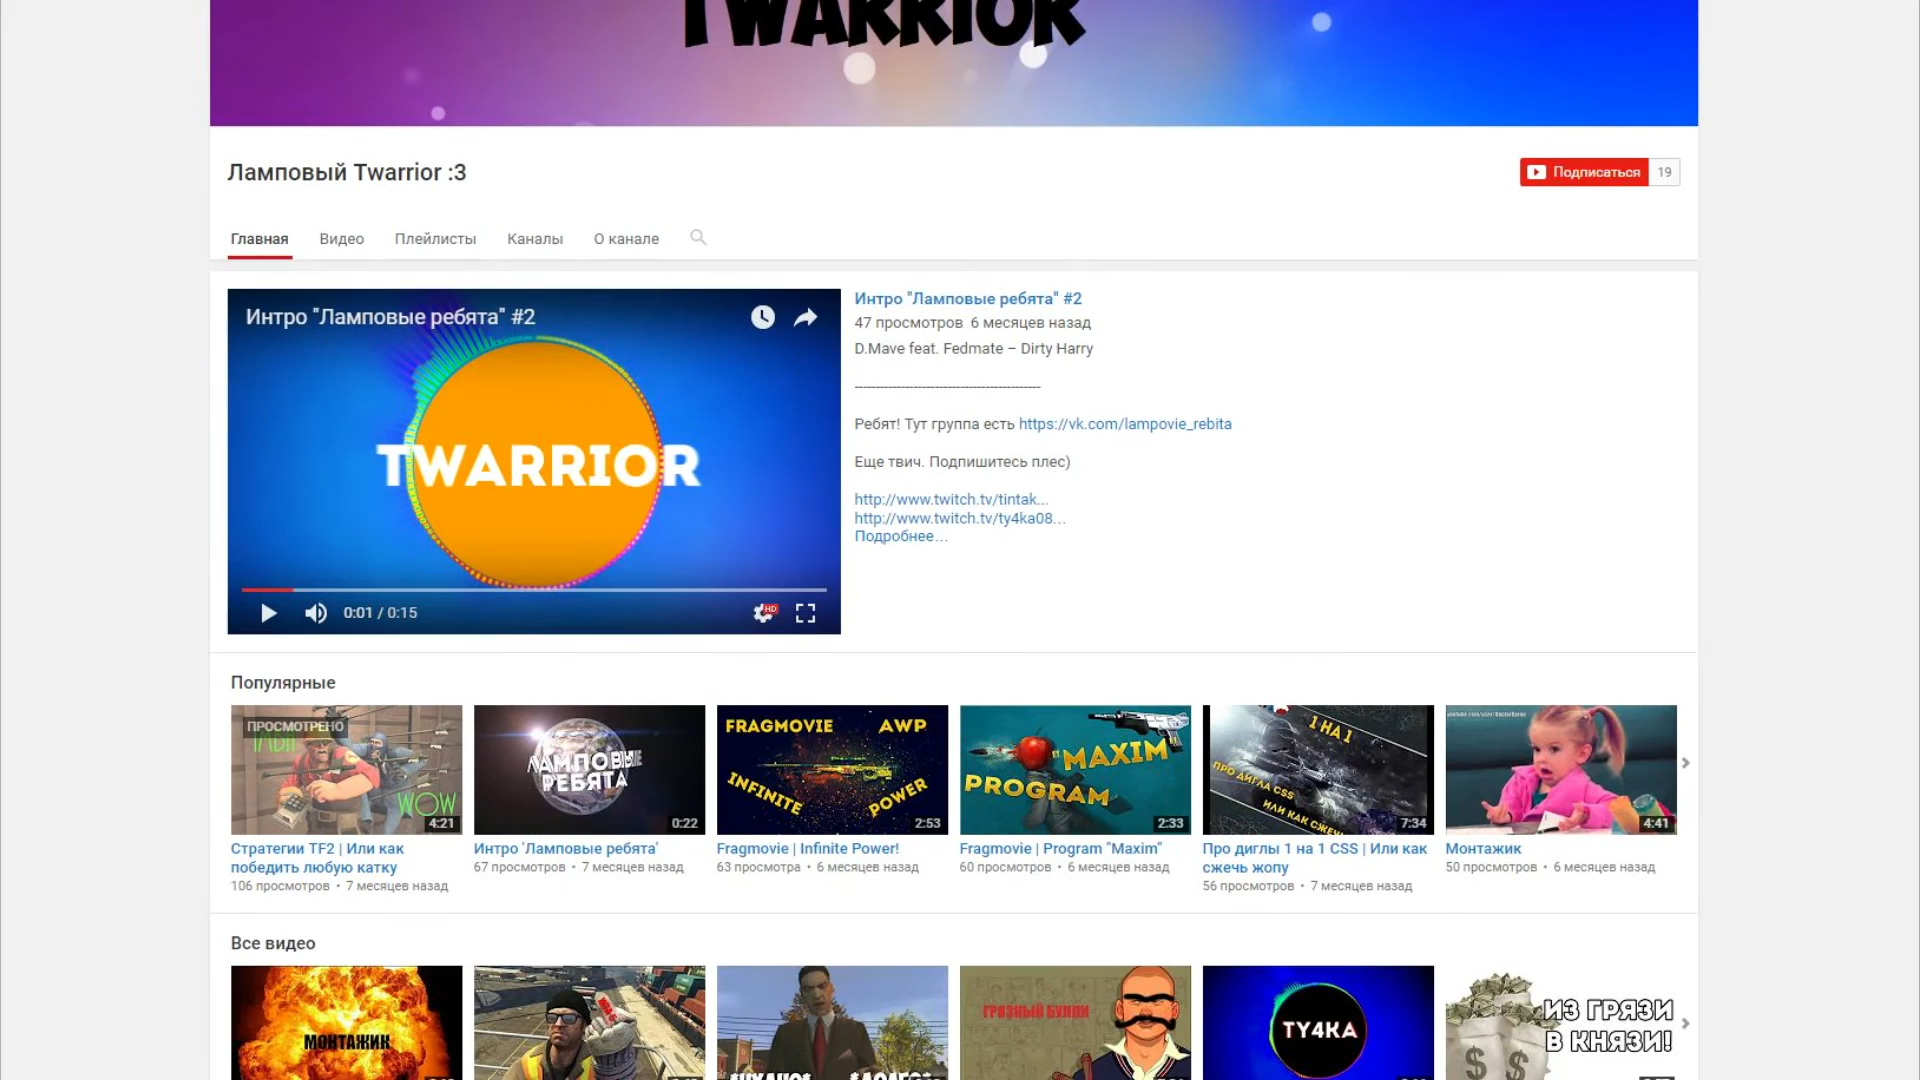 TWARRIOR
Ламповый Twarrior :3
Подписаться 19
Главная Видео Плейлисты Каналы О канале
Интро "Ламповые ребята" #2
TWARRIOR
0:01 / 0:15
HD
Интро "Ламповые ребята" #2
47 просмотров 6 месяцев назад
D.Mave feat. Fedmate – Dirty Harry
---------------------------------------------
Ребят! Тут группа есть https://vk.com/lampovie_rebita
Еще твич. Подпишитесь плес)
http://www.twitch.tv/tintak...
http://www.twitch.tv/ty4ka08...
Подробнее...
Популярные
ПРОСМОТРЕНО
WOW
4:21
ЛАМПОВЫЕ
РЕБЯТА
0:22
FRAGMOVIE AWP
INFINITE POWER
2:53
BY MAXIM
PROGRAM
2:33
1 НА 1
ПРО ДИГЛА CSS
ИЛИ КАК СЖЕЧЬ
7:34
4:41
Стратегии TF2 | Или как
победить любую катку
106 просмотров • 7 месяцев назад
Интро 'Ламповые ребята'
67 просмотров • 7 месяцев назад
Fragmovie | Infinite Power!
63 просмотра • 6 месяцев назад
Fragmovie | Program "Maxim"
60 просмотров • 6 месяцев назад
Про диглы 1 на 1 CSS | Или как
сжечь жопу
56 просмотров • 7 месяцев назад
Монтажик
50 просмотров • 6 месяцев назад
Все видео
МОНТАЖИК
ГРЯЗНЫЙ БУЛЛИ
TY4KA
ИЗ ГРЯЗИ
В КНЯЗИ!